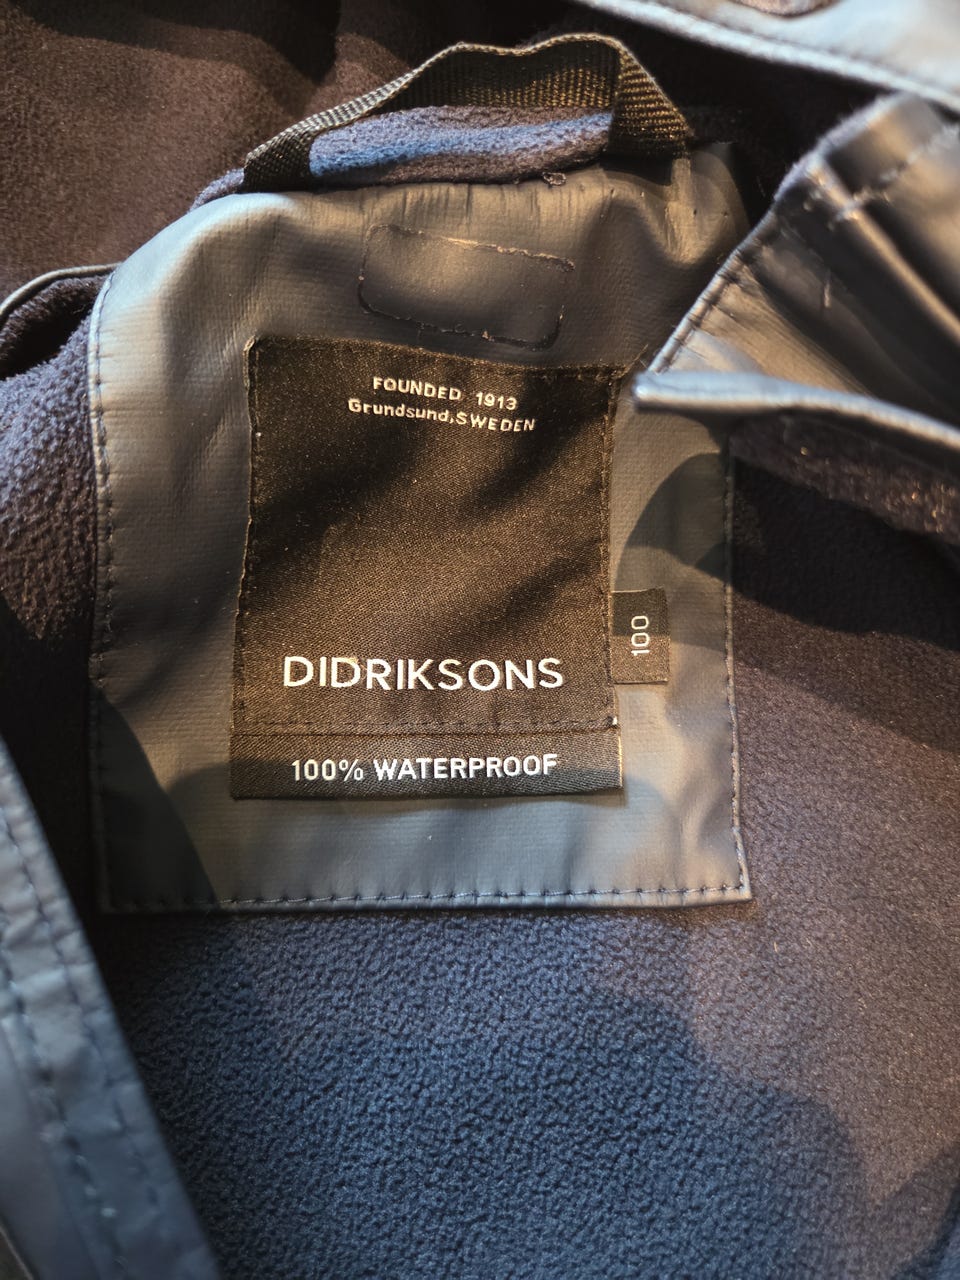 FOUNDED 1913
Grundsund,SWEDEN
DIDRIKSONS
100
100% WATERPROOF